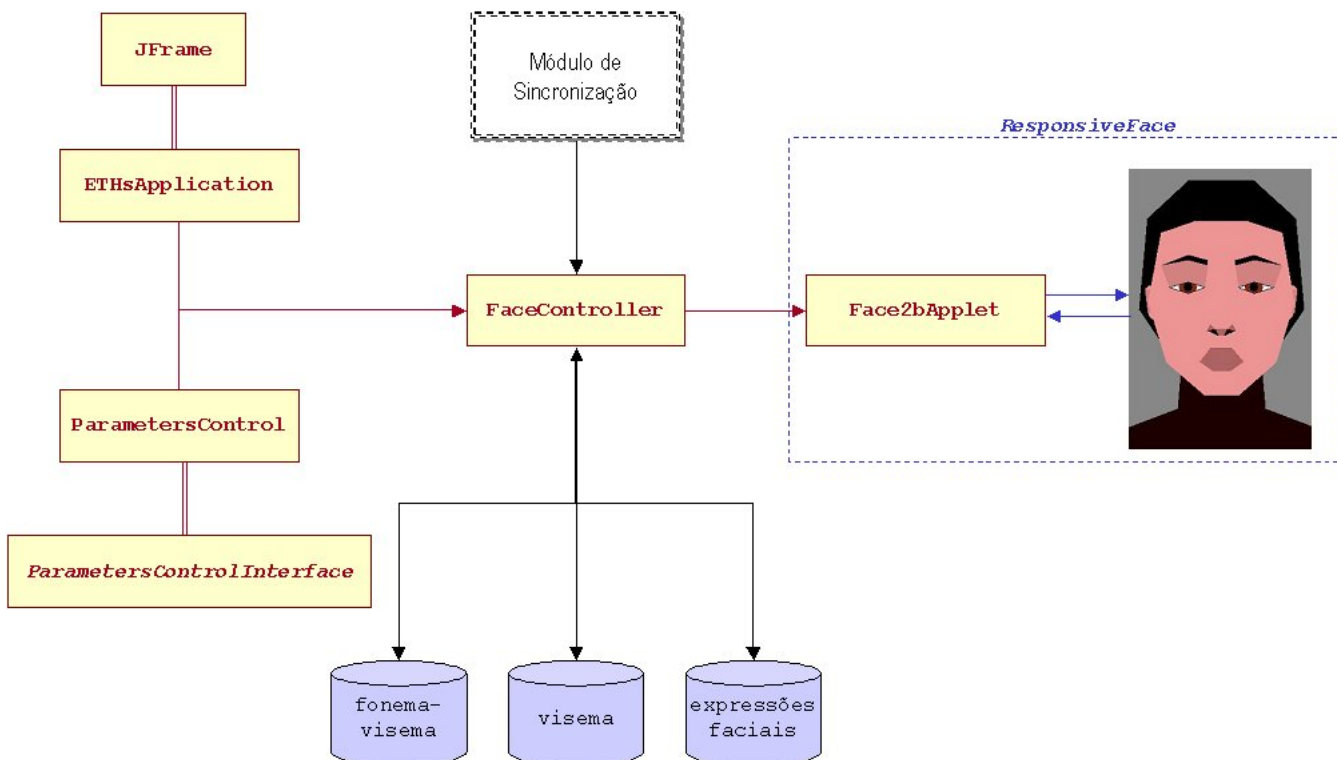 JFrame
Módulo de
Sincronização
ResponsiveFace
ETHsApplication
FaceController
Face2bApplet
ParametersControl
ParametersControlInterface
fonema-
visema
visema
expressões
faciais